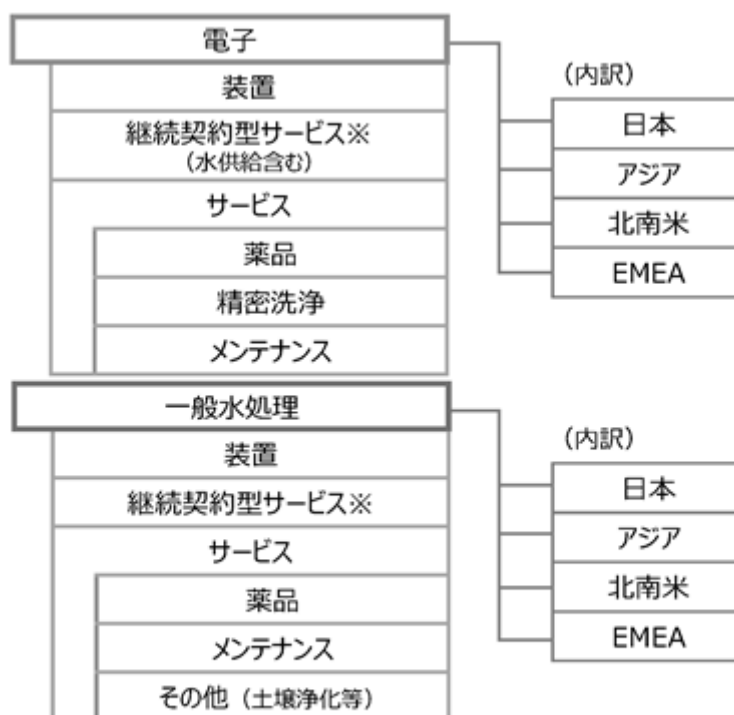 電子
装置
継続契約型サービス※
（水供給含む）
サービス
薬品
精密洗浄
メンテナンス
（内訳）
日本
アジア
北南米
EMEA
一般水処理
装置
継続契約型サービス※
サービス
薬品
メンテナンス
その他（土壌浄化等）
（内訳）
日本
アジア
北南米
EMEA